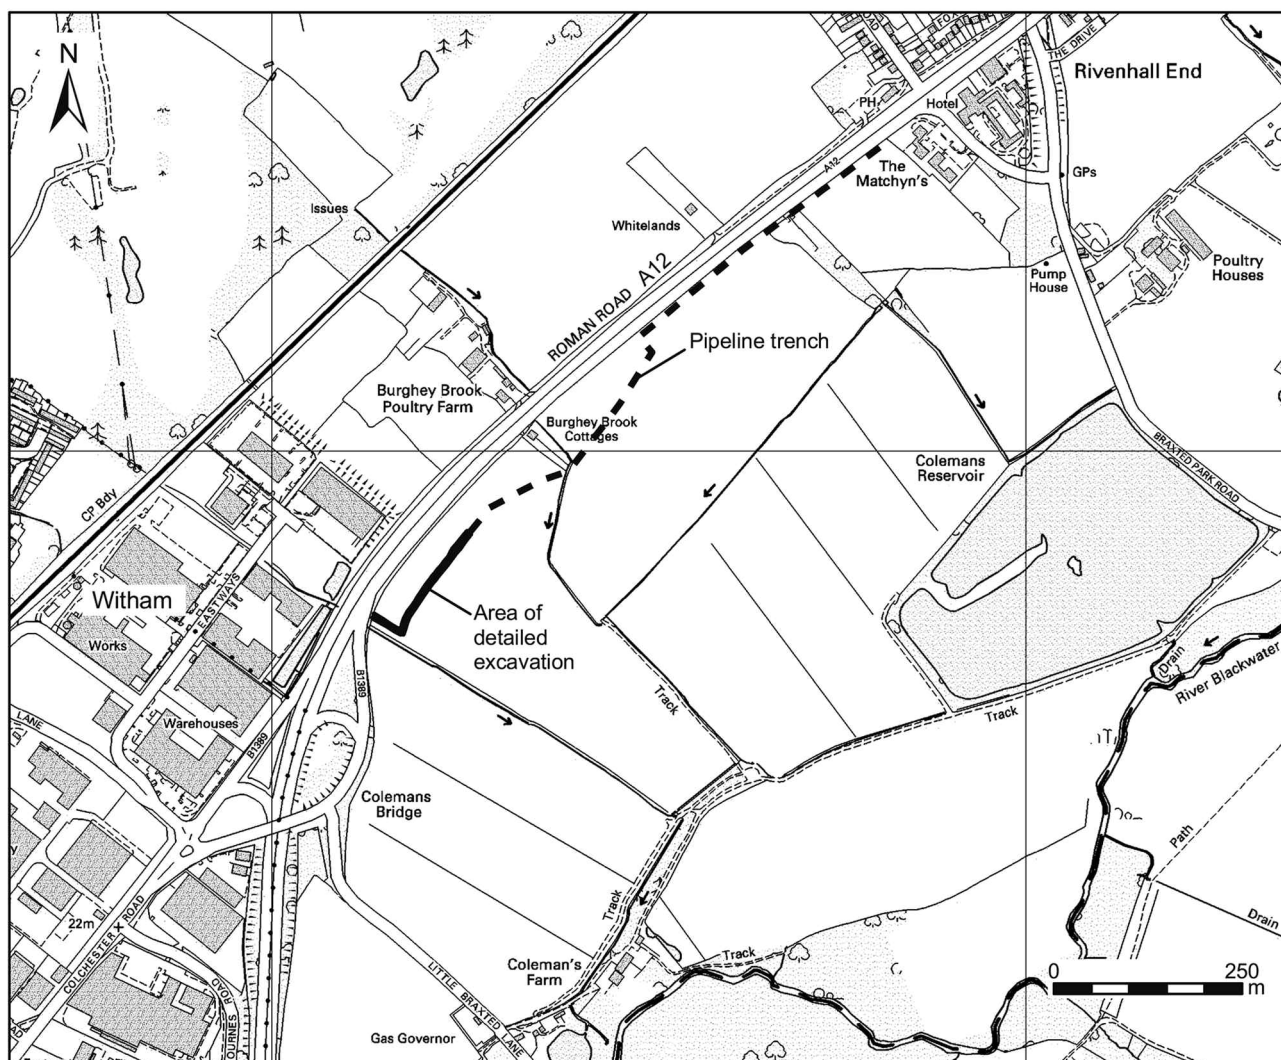 N
ROAD
FOX
THE DRIVE
Rivenhall End
PH
Hotel
A12
The
Matchyn's
GPs
Issues
Whitelands
Pump
House
Poultry
Houses
ROMAN ROAD A12
Pipeline trench
Burghey Brook
Poultry Farm
Burghey Brook
Cottages
Colemans
Reservoir
BRAXTED PARK ROAD
CP Bdy
Witham
EASTWAYS
Works
Area of
detailed
excavation
Drain
River Blackwater
B1389
Track
Track
Warehouses
LANE
B1389
Colemans
Bridge
Path
22m
COLCHESTER ROAD
Track
Drain
Track
Coleman's
Farm
LITTLE BRAXTED LANE
0 250
m
ROAD
Gas Governor